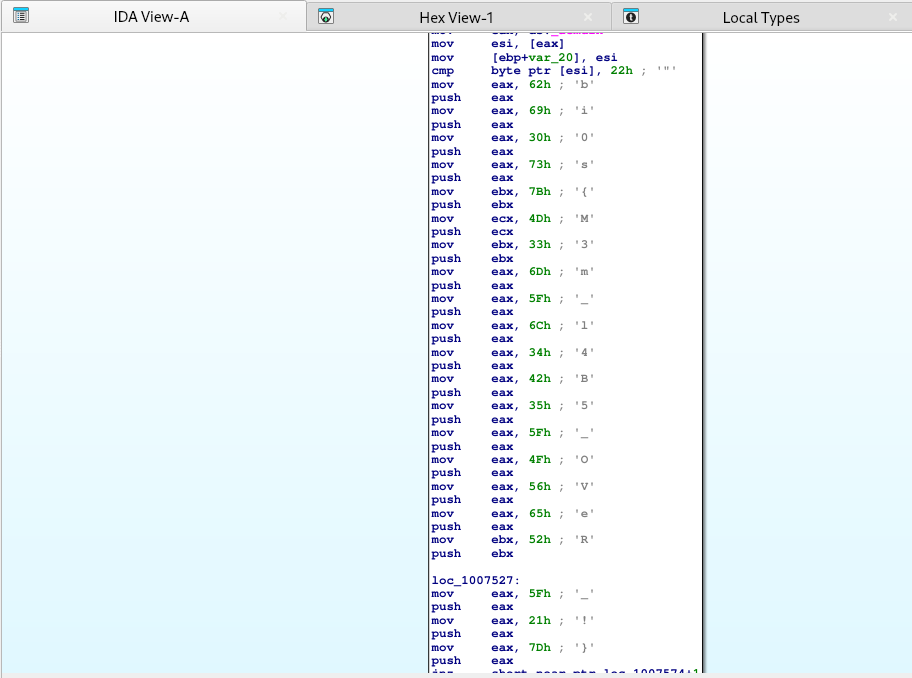 IDA View-A Hex View-1 Local Types
mov esi, [eax]
mov [ebp+var_20], esi
cmp byte ptr [esi], 22h ; '"'
mov eax, 62h ; 'b'
push eax
mov eax, 69h ; 'i'
push eax
mov eax, 30h ; '0'
push eax
mov eax, 73h ; 's'
push eax
mov ebx, 7Bh ; '{'
push ebx
mov ecx, 4Dh ; 'M'
push ecx
mov ebx, 33h ; '3'
push ebx
mov eax, 6Dh ; 'm'
push eax
mov eax, 5Fh ; '_'
push eax
mov eax, 6Ch ; 'l'
push eax
mov eax, 34h ; '4'
push eax
mov eax, 42h ; 'B'
push eax
mov eax, 35h ; '5'
push eax
mov eax, 5Fh ; '_'
push eax
mov eax, 4Fh ; 'O'
push eax
mov eax, 56h ; 'V'
push eax
mov eax, 65h ; 'e'
push eax
mov ebx, 52h ; 'R'
push ebx
loc_1007527:
mov eax, 5Fh ; '_'
push eax
mov eax, 21h ; '!'
push eax
mov eax, 7Dh ; '}'
push eax
short near ptr loc_1007574+1